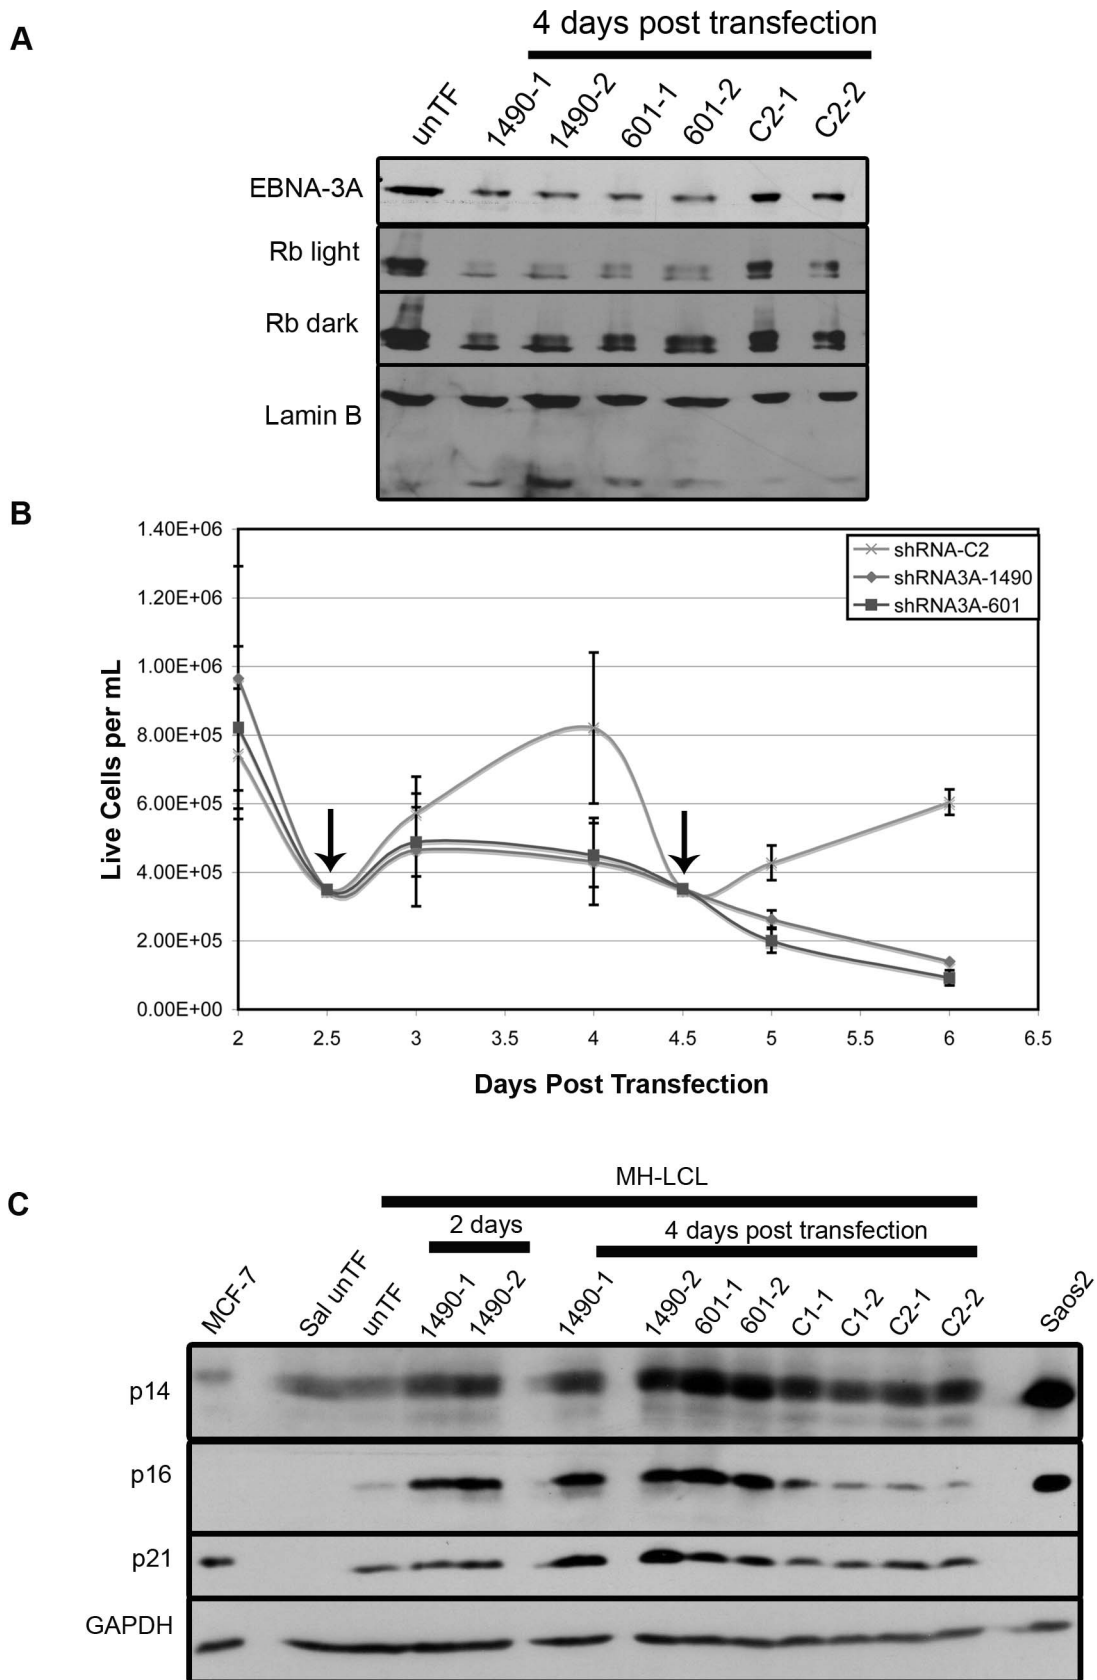 A
4 days post transfection
unTF 1490-1 1490-2 601-1 601-2 C2-1 C2-2
EBNA-3A
Rb light
Rb dark
Lamin B
B
1.40E+06
1.20E+06
1.00E+06
8.00E+05
6.00E+05
4.00E+05
2.00E+05
0.00E+00
Live Cells per mL
shRNA-C2
shRNA3A-1490
shRNA3A-601
2 2.5 3 3.5 4 4.5 5 5.5 6 6.5
Days Post Transfection
C
MH-LCL
2 days 4 days post transfection
MCF-7 Sal unTF unTF 1490-1 1490-2 1490-1 1490-2 601-1 601-2 C1-1 C1-2 C2-1 C2-2 Saos2
p14
p16
p21
GAPDH